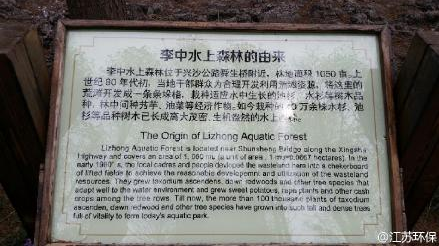 李中水上森林的由来
李中水上森林位于兴沙公路舜生桥附近，林地面积1050亩。上
世纪80年代初，当地干部群众为合理开发利用滩涂资源，将这里的
荒滩开发成一条条垛格，栽种适应水中生长的池杉、水杉等树木品
种，林中间种芳芋、油菜等经济作物。如今栽种的10万余株水杉、池
杉等品种树木已长成高大茂密、生机盎然的水上
The Origin of Lizhong Aquatic Forest
Lizhong Aquatic Forest is located near Shunsheng Bridge along the Xingsha
Highway and covers an area of 1, 050 mu (a unit of area , 1 mu=0.0667 hectares). In the
early 1980' s, the local cadres and people devloped the wasteland here into a chekerboard
of lifted fields to achieve the reasonable development and utilization of the wasteland
resources. They grew taxodium ascendens, dawn redwoods and other tree species that
adapt well to the water environment and grew sweet potatoes, rape plants and other cash
crops among the tree rows. Till now, the more than 100 thousand plants of taxodium
ascenden, dawn redwood and other tree species have grown into such tall and dense trees
full of vitality to form today's aquatic park.
@江苏环保